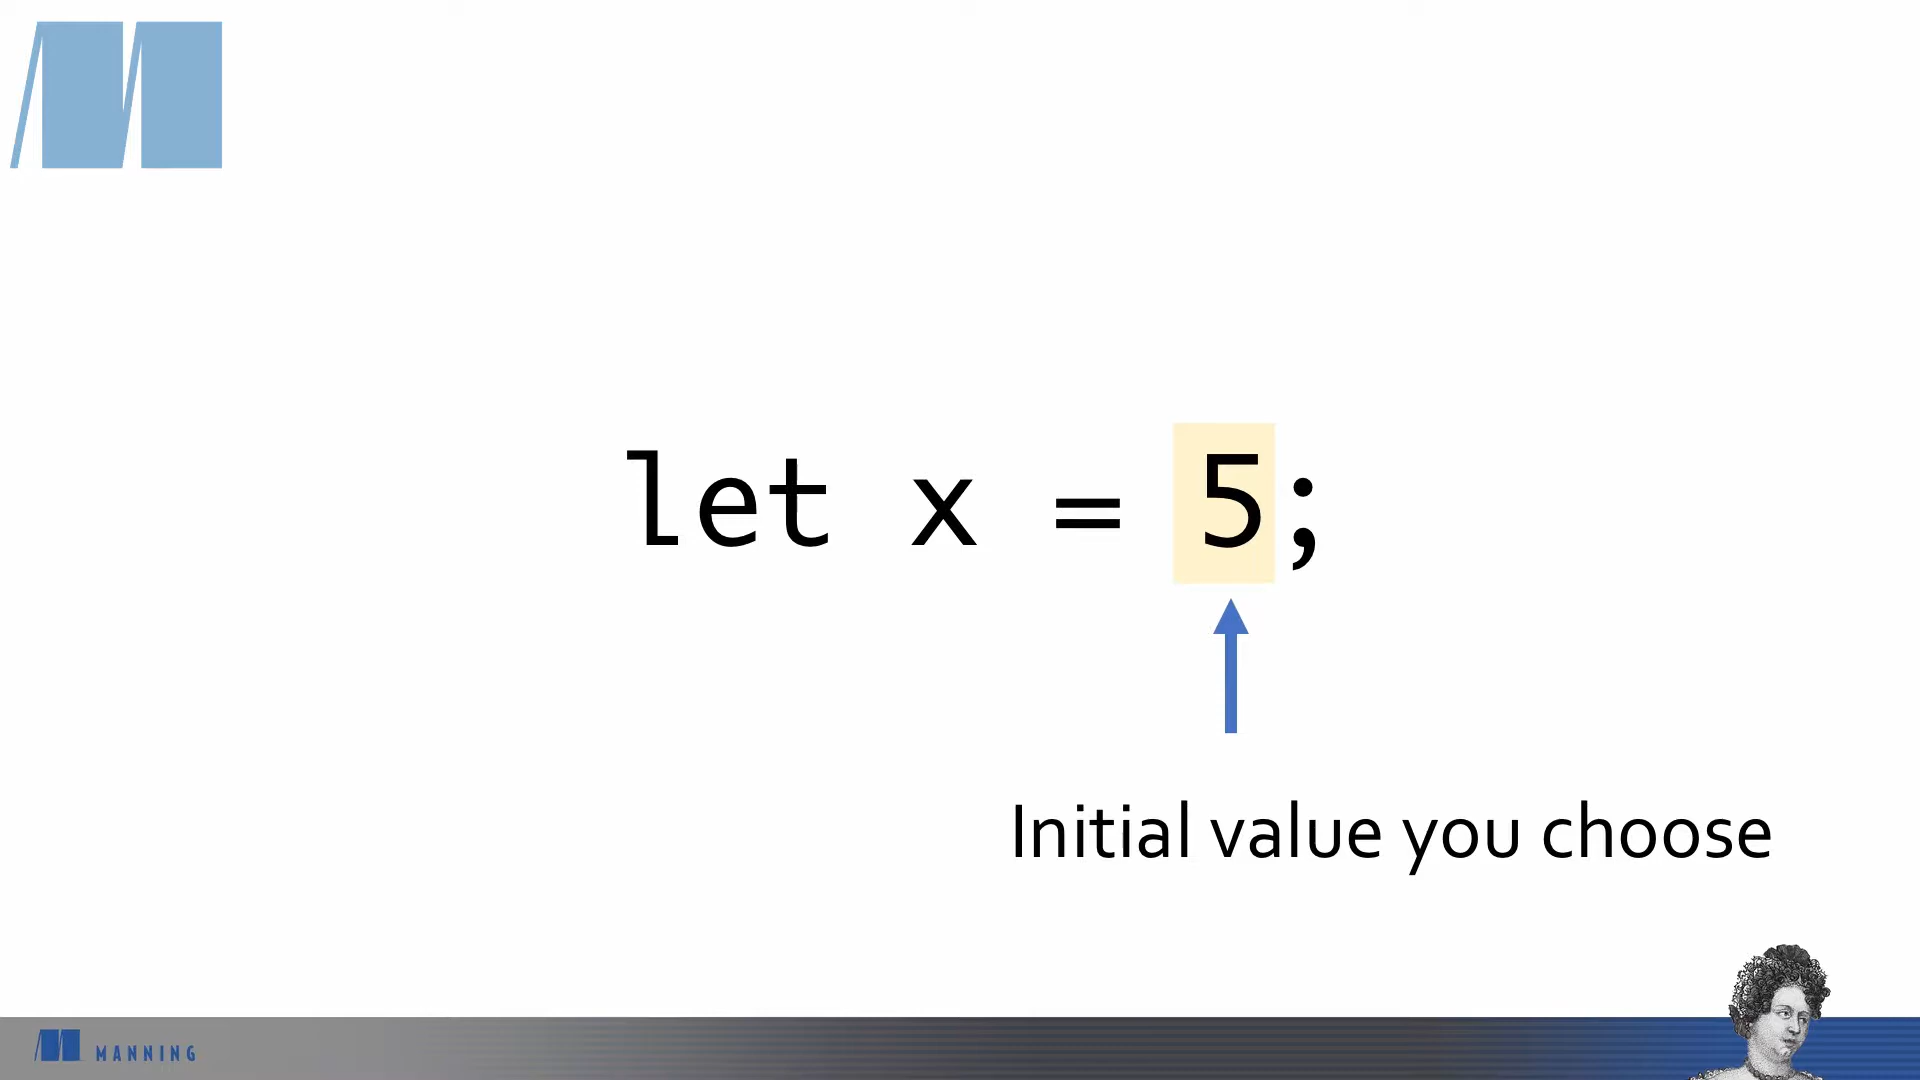 let x = 5;
Initial value you choose
MANNING